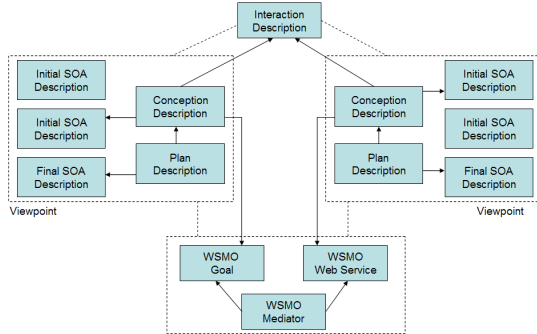 Interaction
Description
Initial SOA
Description
Initial SOA
Description
Final SOA
Description
Conception
Description
Plan
Description
Viewpoint
Conception
Description
Plan
Description
Initial SOA
Description
Initial SOA
Description
Final SOA
Description
Viewpoint
WSMO
Goal
WSMO
Web Service
WSMO
Mediator